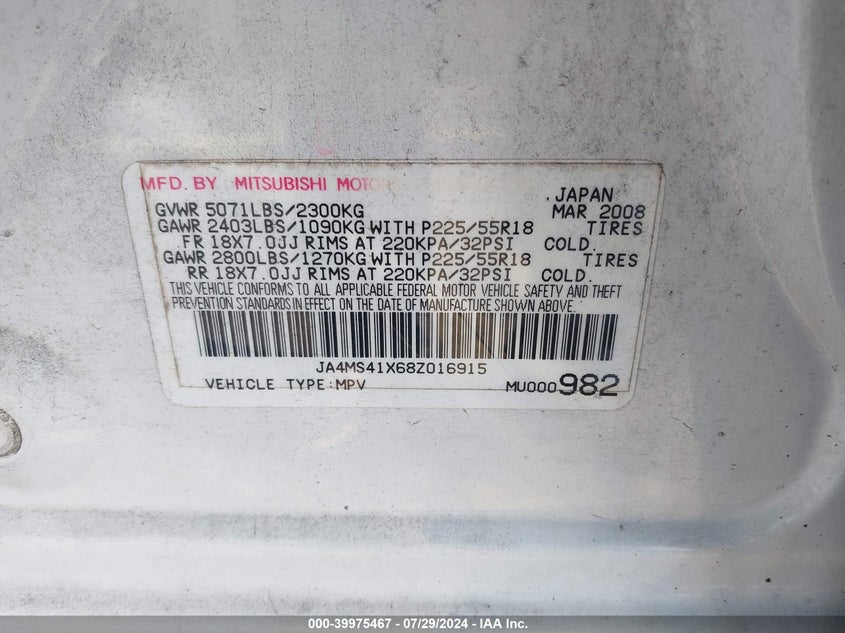 MFD. BY MITSUBISHI MOTOR
JAPAN
GVWR 5071LBS/2300KG MAR 2008
GAWR 2403LBS/1090KG WITH P225/55R18 TIRES
FR 18X7.0JJ RIMS AT 220KPA/32PSI COLD.
GAWR 2800LBS/1270KG WITH P225/55R18 TIRES
RR 18X7.0JJ RIMS AT 220KPA/32PSI COLD.
THIS VEHICLE CONFORMS TO ALL APPLICABLE FEDERAL MOTOR VEHICLE SAFETY AND THEFT
PREVENTION STANDARDS IN EFFECT ON THE DATE OF MANUFACTURE SHOWN ABOVE.
JA4MS41X68Z016915
VEHICLE TYPE:MPV MU000982
000-39975467 - 07/29/2024 - IAA Inc.